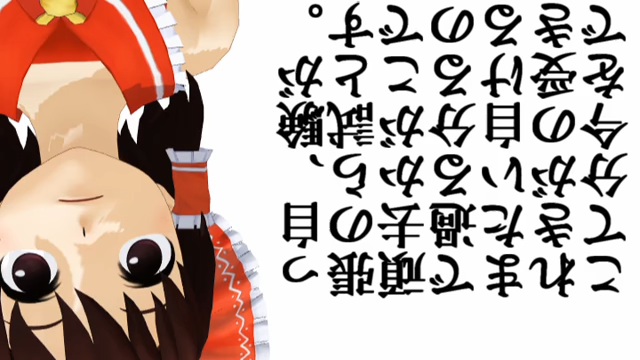 これまで頑張っ
てきた過去の自
分がいるから、
今の自分が試験
を受けることが
できるのです。